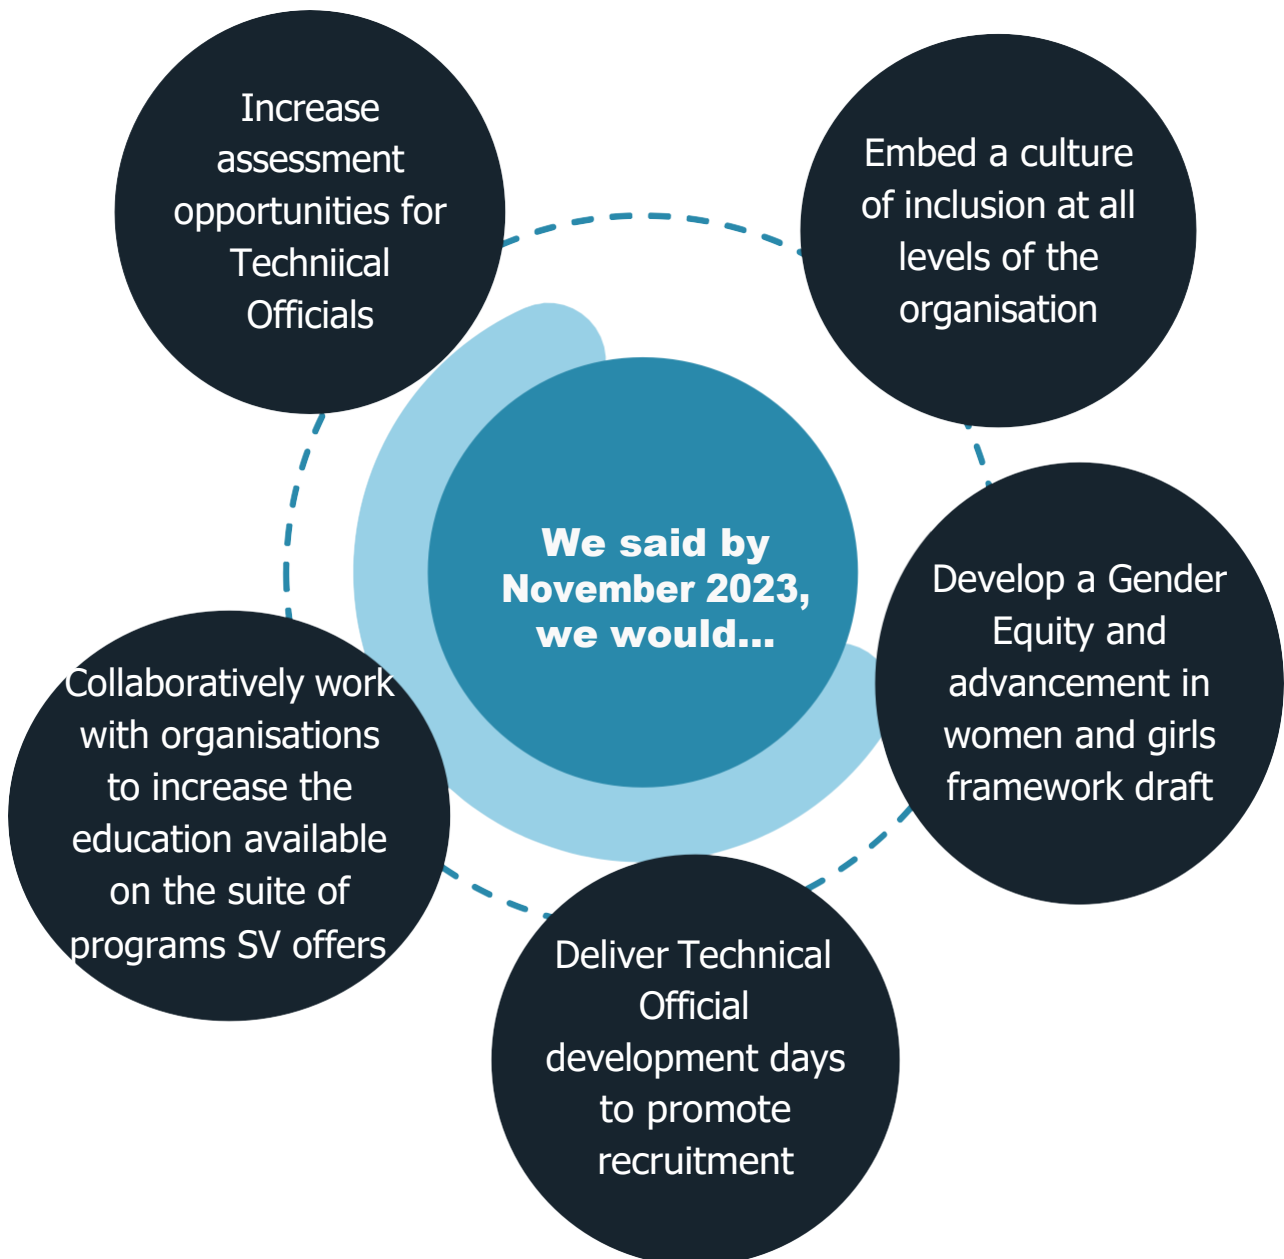 Increase
assessment
opportunities for
Techniical
Officials
Embed a culture
of inclusion at all
levels of the
organisation
We said by
November 2023,
we would...
Develop a Gender
Equity and
advancement in
women and girls
framework draft
Collaboratively work
with organisations
to increase the
education available
on the suite of
programs SV offers
Deliver Technical
Official
development days
to promote
recruitment